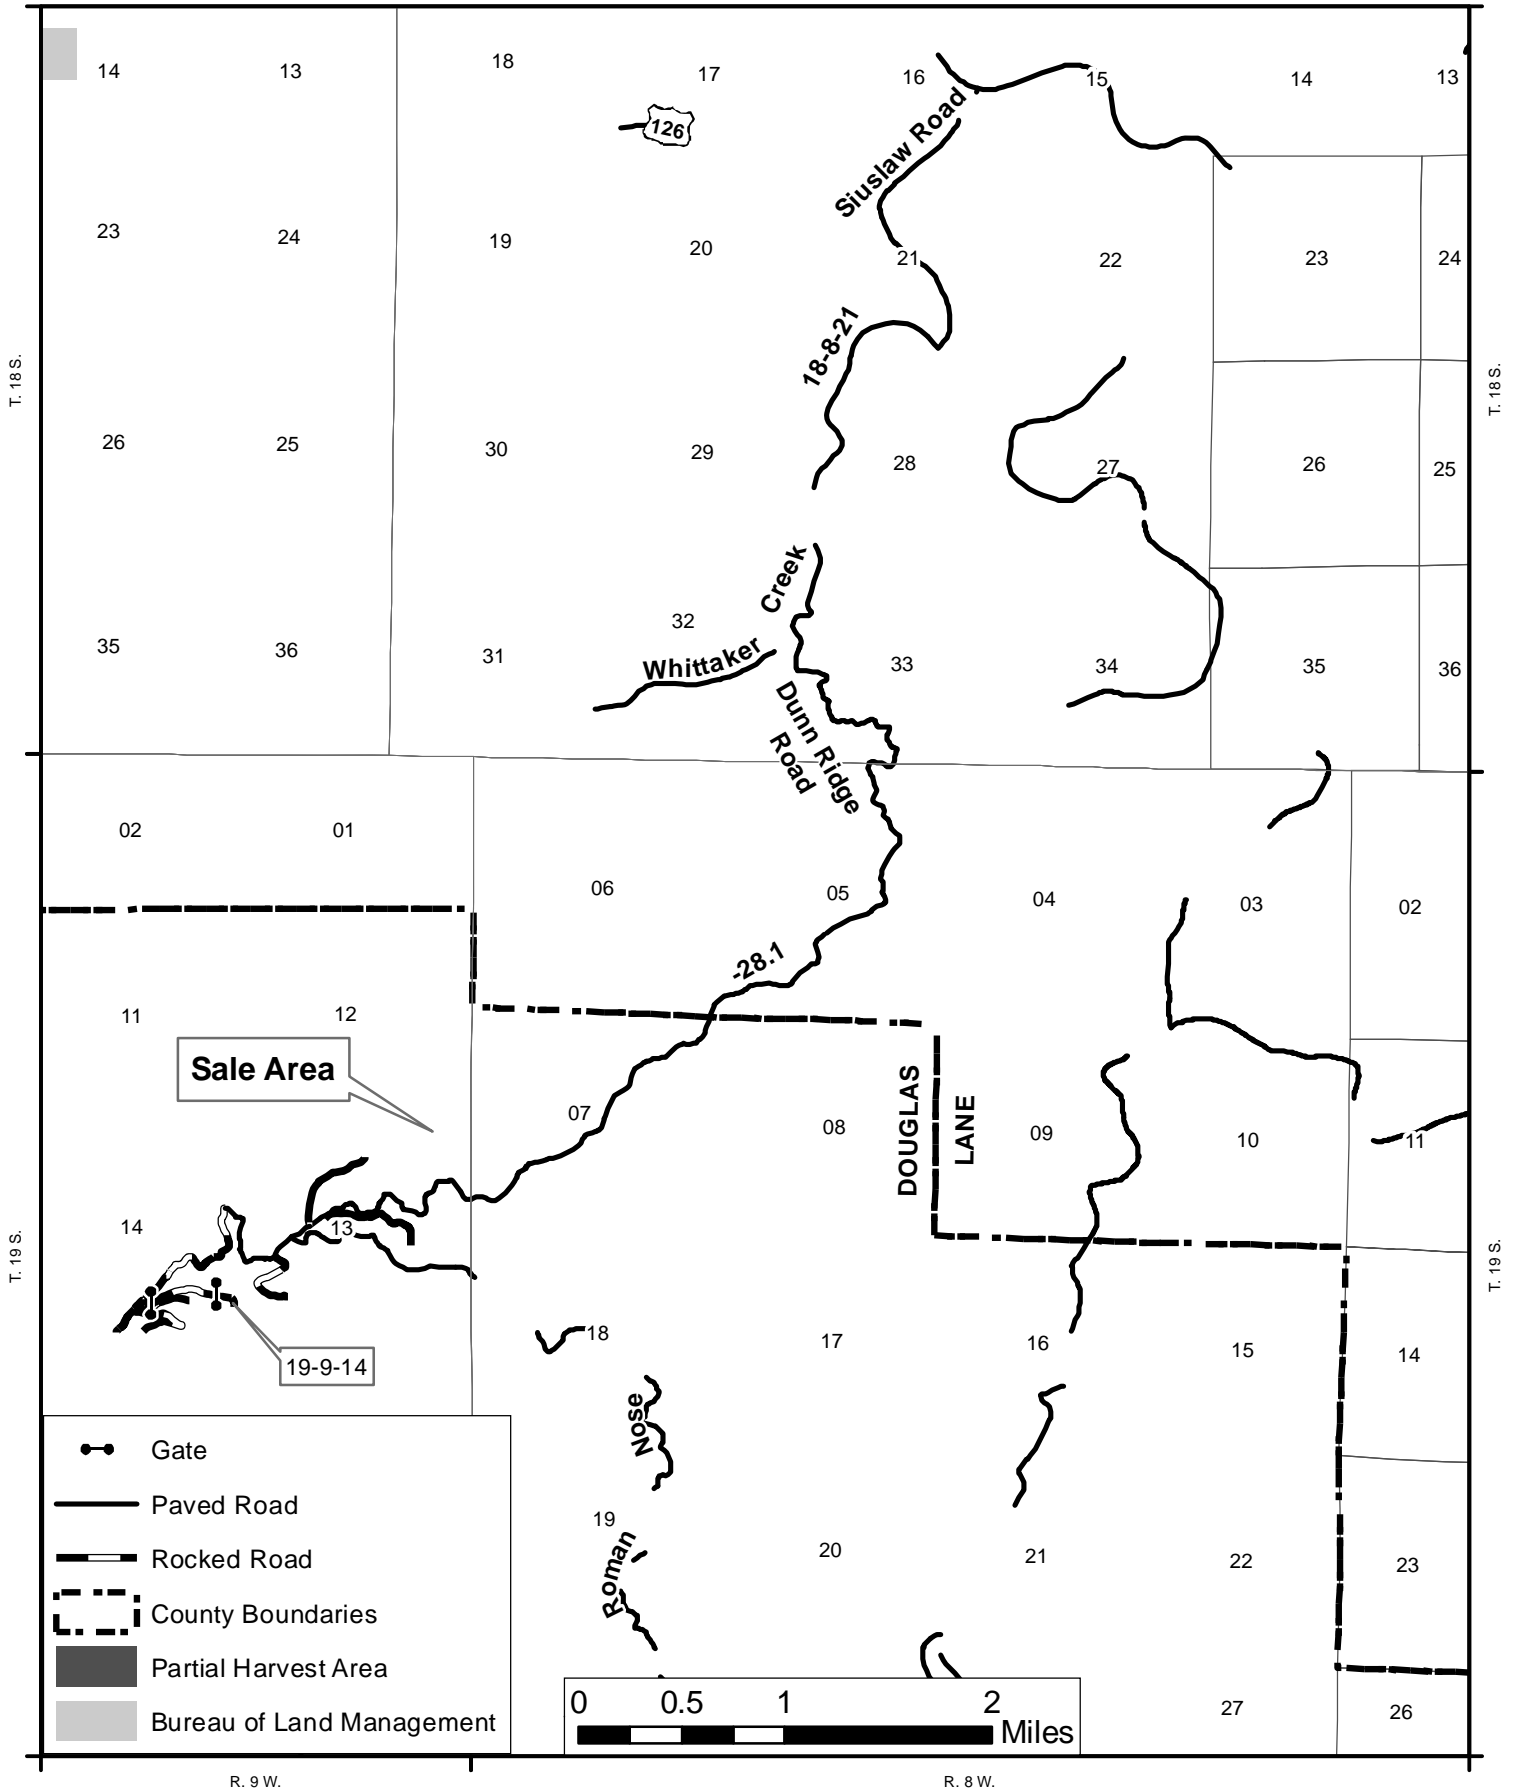 14 13 18 17 16 15 14 13
126
Siuslaw Road
23 24 19 20 21 22 23 24
18-8-21
T. 18 S.
T. 18 S.
26 25 30 29 28 27 26 25
Creek
35 36 31 32 33 34 35 36
Whittaker
Dunn Ridge
Road
02 01 06 05 04 03 02
-28.1
11 12 07 08 09 10 11
Sale Area
DOUGLAS
LANE
T. 19 S.
T. 19 S.
14 13 18 17 16 15 14
19-9-14
Nose
19 20 21 22 23
Roman
27 26
Gate
Paved Road
Rocked Road
County Boundaries
Partial Harvest Area
Bureau of Land Management
0 0.5 1 2
Miles
R. 9 W.
R. 8 W.